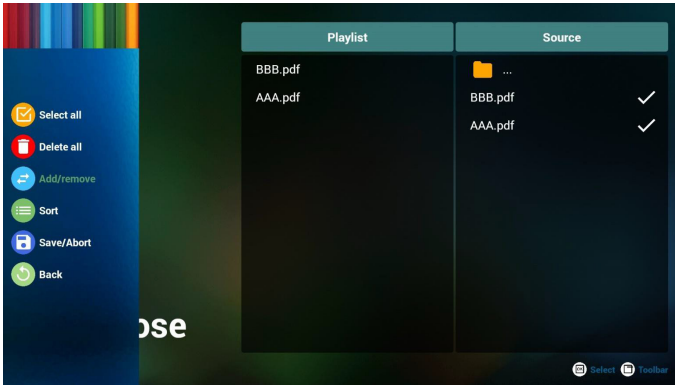 Playlist
Source
BBB.pdf
AAA.pdf
...
BBB.pdf
AAA.pdf
Select all
Delete all
Add/remove
Sort
Save/Abort
Back
ose
Select
Toolbar